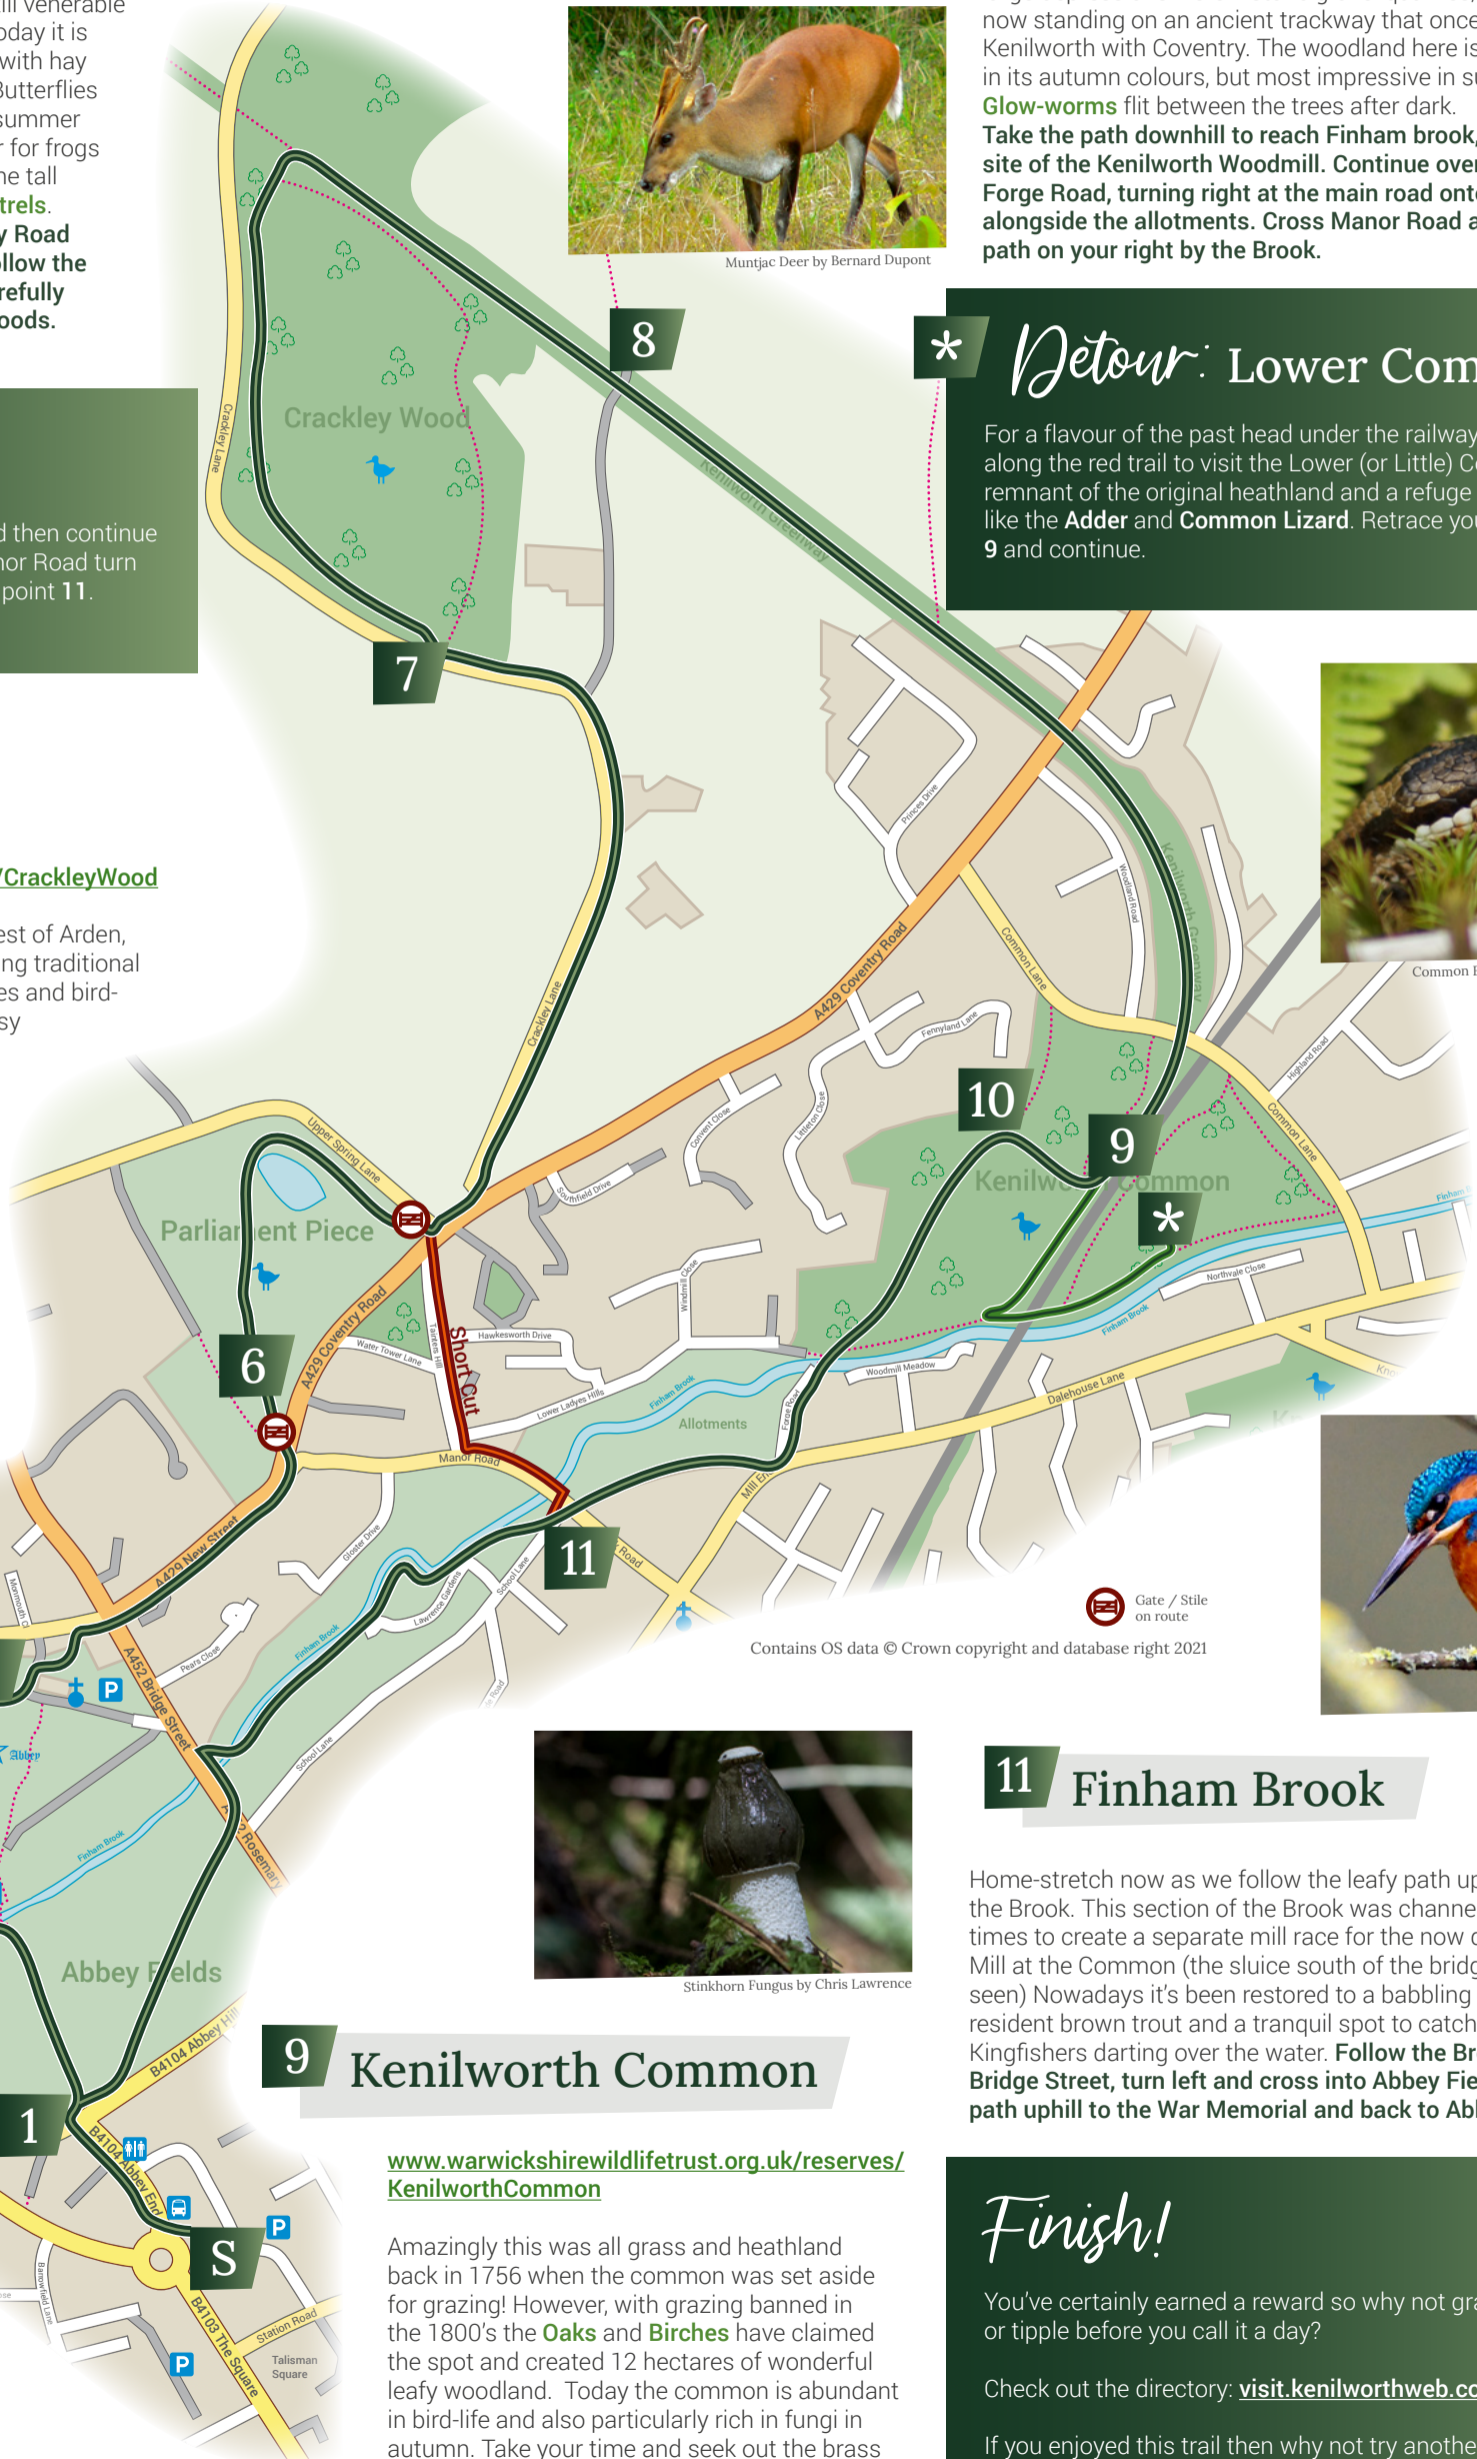 ill venerable
oday it is
with hay
Butterflies
summer
r for frogs
ne tall
trels.
y Road
ollow the
refully
oods.
d then continue
nor Road turn
point 11.
/CrackleyWood
est of Arden,
ng traditional
es and bird-
sy
Muntjac Deer by Bernard Dupont
now standing on an ancient trackway that once
Kenilworth with Coventry. The woodland here is
in its autumn colours, but most impressive in su
Glow-worms flit between the trees after dark.
Take the path downhill to reach Finham brook,
site of the Kenilworth Woodmill. Continue over
Forge Road, turning right at the main road onto
alongside the allotments. Cross Manor Road a
path on your right by the Brook.
* Detour: Lower Com
For a flavour of the past head under the railway
along the red trail to visit the Lower (or Little) Co
remnant of the original heathland and a refuge
like the Adder and Common Lizard. Retrace you
9 and continue.
8
Crackley Wood
Crackley Lane
Kenilworth Greenway
7
Princes Drive
Woodland Road
Kenilworth Greenway
Common Lane
A429 Coventry Road
Crackley Lane
Fennyland Lane
Highland Road
Common Lane
10
9
Kenilwo Common
*
Convent Close
Littleton Close
Southfield Drive
Upper Spring Lane
Parliament Piece
6
A429 Coventry Road
Water Tower Lane
Tainters Hill
Short Cut
Hawkesworth Drive
Windmill Close
Lower Ladyes Hills
Finham Brook
Allotments
Forge Road
Woodmill Meadow
Finham Brook
Northvale Close
Finham B
Dalehouse Lane
Kno
Kn
Manor Road
Mill En
11
Road
Gloster Drive
School Lane
Lawrence Gardens
A429 New Street
Monmouth Cl
Pears Close
Finham Brook
A452 Bridge Street
P
Abbey
School Lane
Finham Brook
A452 Rosemary
Abbey Fields
B4104 Abbey Hill
1
B4104 Abbey End
P
S
Barrowfield Lane
B4103 The Square
Station Road
Talisman
Square
P
Common F
Gate / Stile
on route
Contains OS data © Crown copyright and database right 2021
Stinkhorn Fungus by Chris Lawrence
9 Kenilworth Common
www.warwickshirewildlifetrust.org.uk/reserves/
KenilworthCommon
Amazingly this was all grass and heathland
back in 1756 when the common was set aside
for grazing! However, with grazing banned in
the 1800's the Oaks and Birches have claimed
the spot and created 12 hectares of wonderful
leafy woodland. Today the common is abundant
in bird-life and also particularly rich in fungi in
autumn. Take your time and seek out the brass
11 Finham Brook
Home-stretch now as we follow the leafy path up
the Brook. This section of the Brook was channe
times to create a separate mill race for the now d
Mill at the Common (the sluice south of the bridg
seen) Nowadays it's been restored to a babbling
resident brown trout and a tranquil spot to catch
Kingfishers darting over the water. Follow the Br
Bridge Street, turn left and cross into Abbey Fie
path uphill to the War Memorial and back to Abb
Finish!
You've certainly earned a reward so why not gra
or tipple before you call it a day?
Check out the directory: visit.kenilworthweb.co
If you enjoyed this trail then why not try anothe